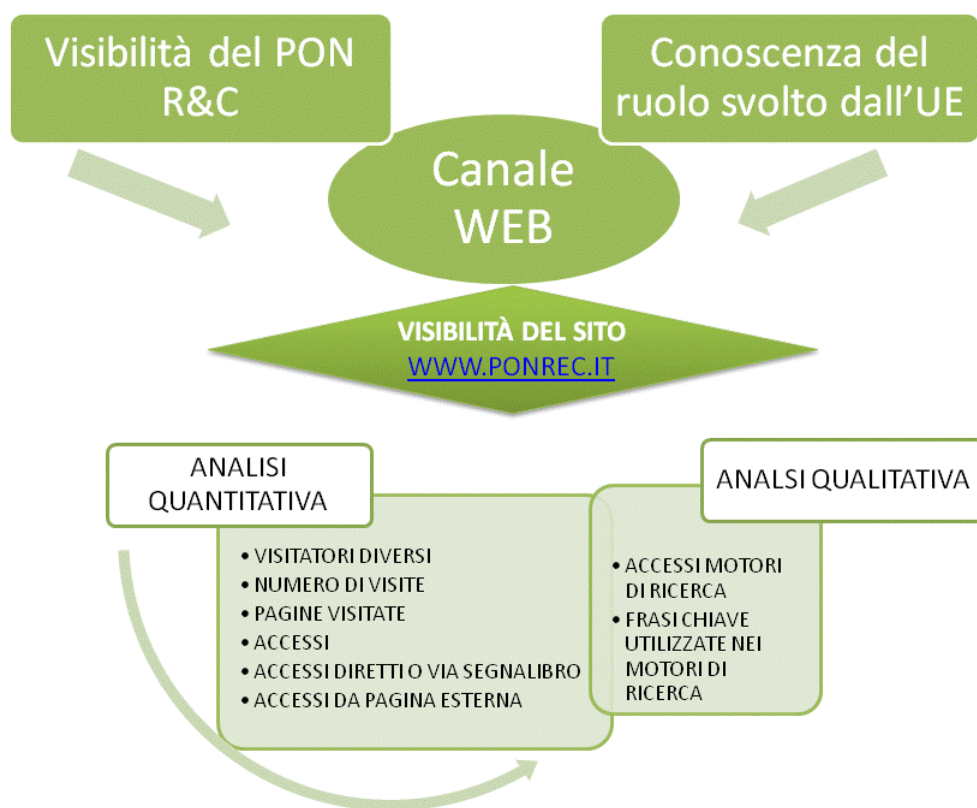 Visibilità del PON
R&C
Conoscenza del
ruolo svolto dall'UE
Canale
WEB
VISIBILITÀ DEL SITO
WWW.PONREC.IT
ANALISI
QUANTITATIVA
• VISITATORI DIVERSI
• NUMERO DI VISITE
• PAGINE VISITATE
• ACCESSI
• ACCESSI DIRETTI O VIA SEGNALIBRO
• ACCESSI DA PAGINA ESTERNA
ANALSI QUALITATIVA
• ACCESSI MOTORI
DI RICERCA
• FRASI CHIAVE
UTILIZZATE NEI
MOTORI DI
RICERCA